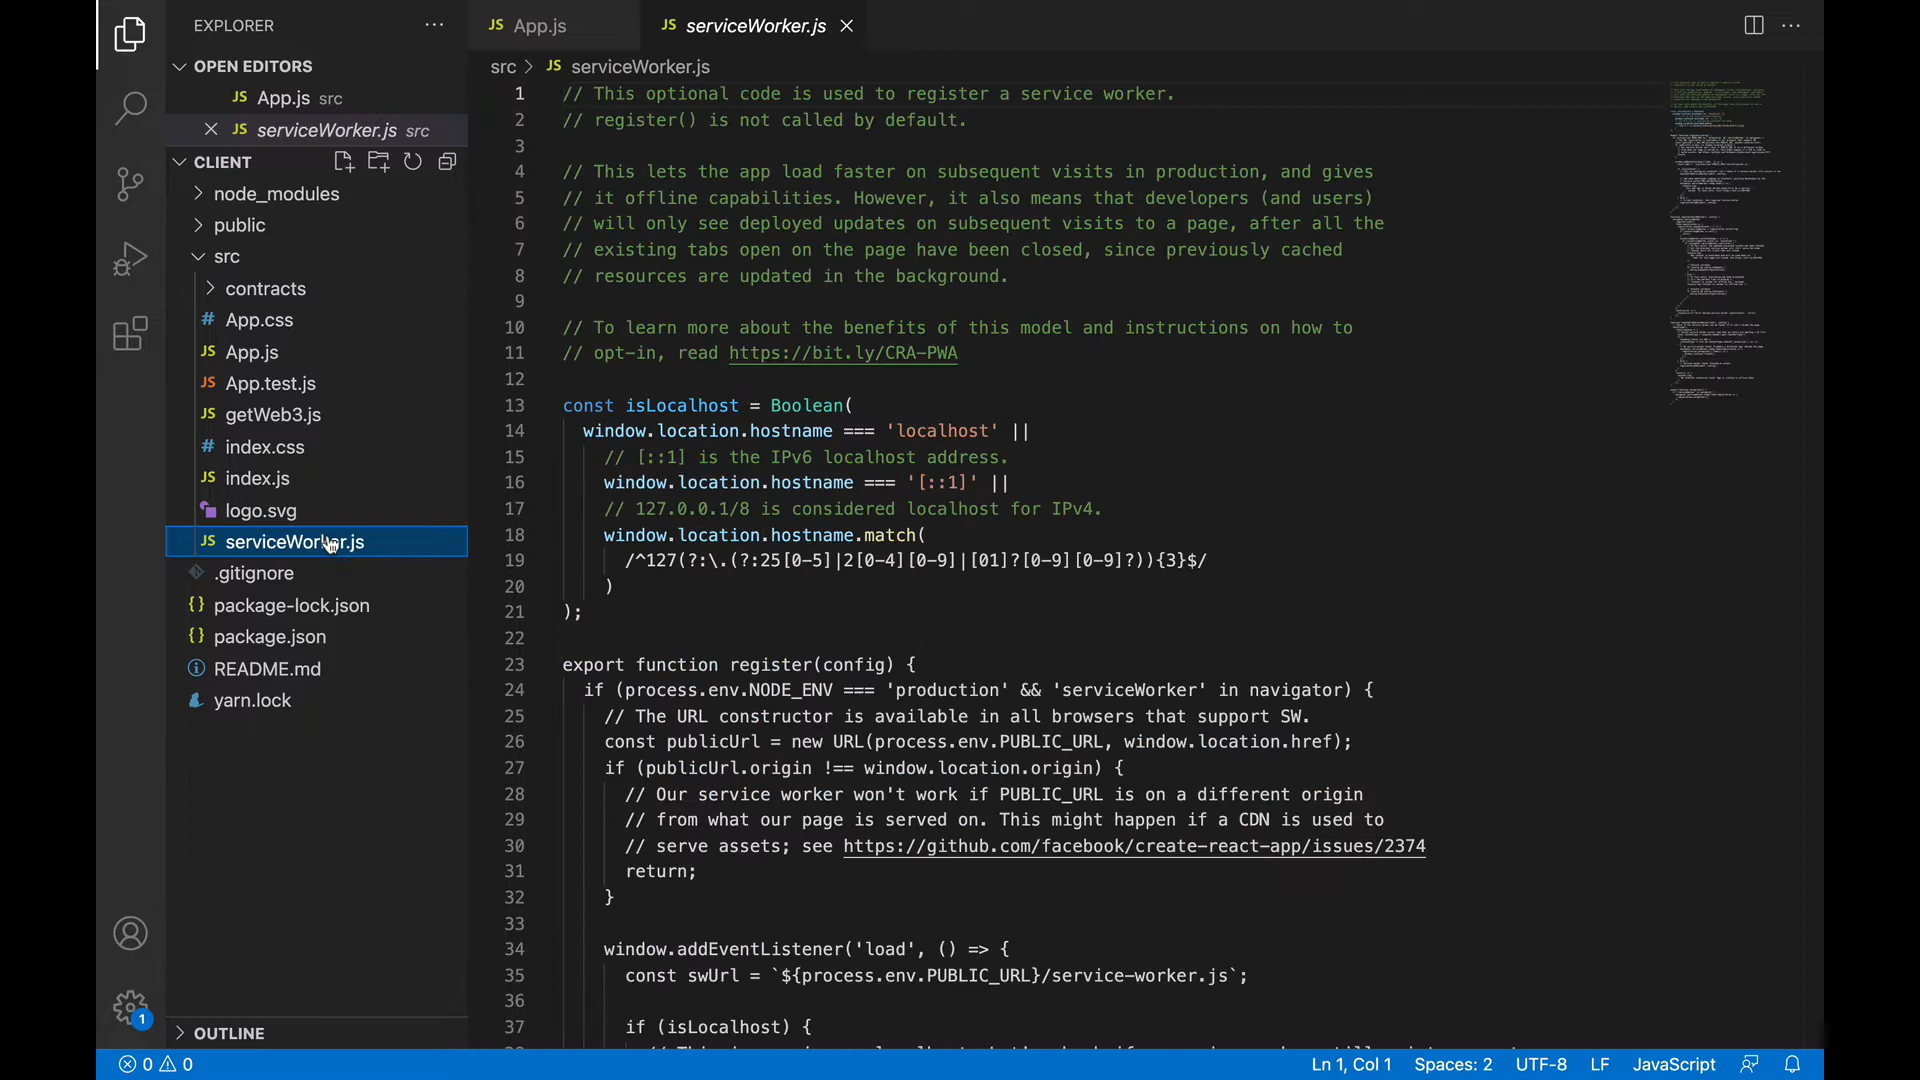 EXPLORER
OPEN EDITORS
JS App.js src
JS serviceWorker.js src
CLIENT
node_modules
public
src
contracts
# App.css
JS App.js
JS App.test.js
JS getWeb3.js
# index.css
JS index.js
logo.svg
JS serviceWorker.js
.gitignore
{} package-lock.json
{} package.json
README.md
yarn.lock
OUTLINE
1
JS App.js
JS serviceWorker.js
src > JS serviceWorker.js
1 // This optional code is used to register a service worker.
2 // register() is not called by default.
3
4 // This lets the app load faster on subsequent visits in production, and gives
5 // it offline capabilities. However, it also means that developers (and users)
6 // will only see deployed updates on subsequent visits to a page, after all the
7 // existing tabs open on the page have been closed, since previously cached
8 // resources are updated in the background.
9
10 // To learn more about the benefits of this model and instructions on how to
11 // opt-in, read https://bit.ly/CRA-PWA
12
13 const isLocalhost = Boolean(
14 window.location.hostname === 'localhost' ||
15 // [::1] is the IPv6 localhost address.
16 window.location.hostname === '[::1]' ||
17 // 127.0.0.1/8 is considered localhost for IPv4.
18 window.location.hostname.match(
19 /^127(?:\.(?:25[0-5]|2[0-4][0-9]|[01]?[0-9][0-9]?)){3}$/
20 )
21 );
22
23 export function register(config) {
24 if (process.env.NODE_ENV === 'production' && 'serviceWorker' in navigator) {
25 // The URL constructor is available in all browsers that support SW.
26 const publicUrl = new URL(process.env.PUBLIC_URL, window.location.href);
27 if (publicUrl.origin !== window.location.origin) {
28 // Our service worker won't work if PUBLIC_URL is on a different origin
29 // from what our page is served on. This might happen if a CDN is used to
30 // serve assets; see https://github.com/facebook/create-react-app/issues/2374
31 return;
32 }
33
34 window.addEventListener('load', () => {
35 const swUrl = `${process.env.PUBLIC_URL}/service-worker.js`;
36
37 if (isLocalhost) {
0 0
Ln 1, Col 1 Spaces: 2 UTF-8 LF JavaScript